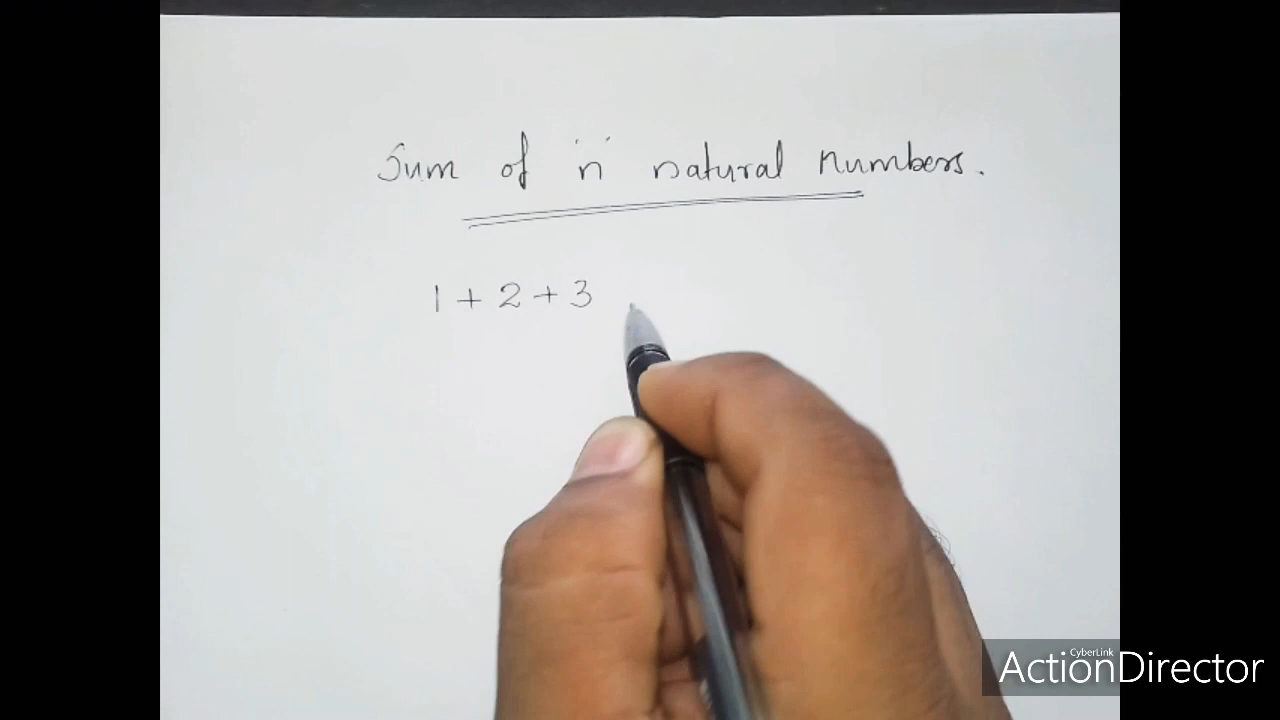 Sum of 'n' natural numbers.
1 + 2 + 3
CyberLink
ActionDirector